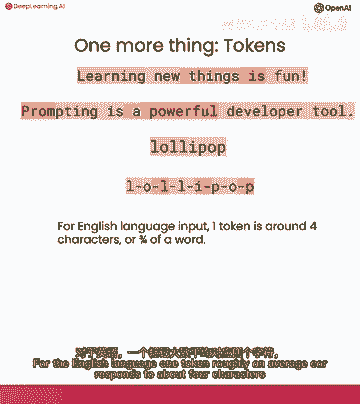 DeepLearning.AI
OpenAI
One more thing: Tokens
Learning new things is fun!
Prompting is a powerful developer tool.
lollipop
l-o-l-l-i-p-o-p
For English language input, 1 token is around 4
characters, or ¾ of a word.
For the English language one token roughly on average cor
responds to about four characters